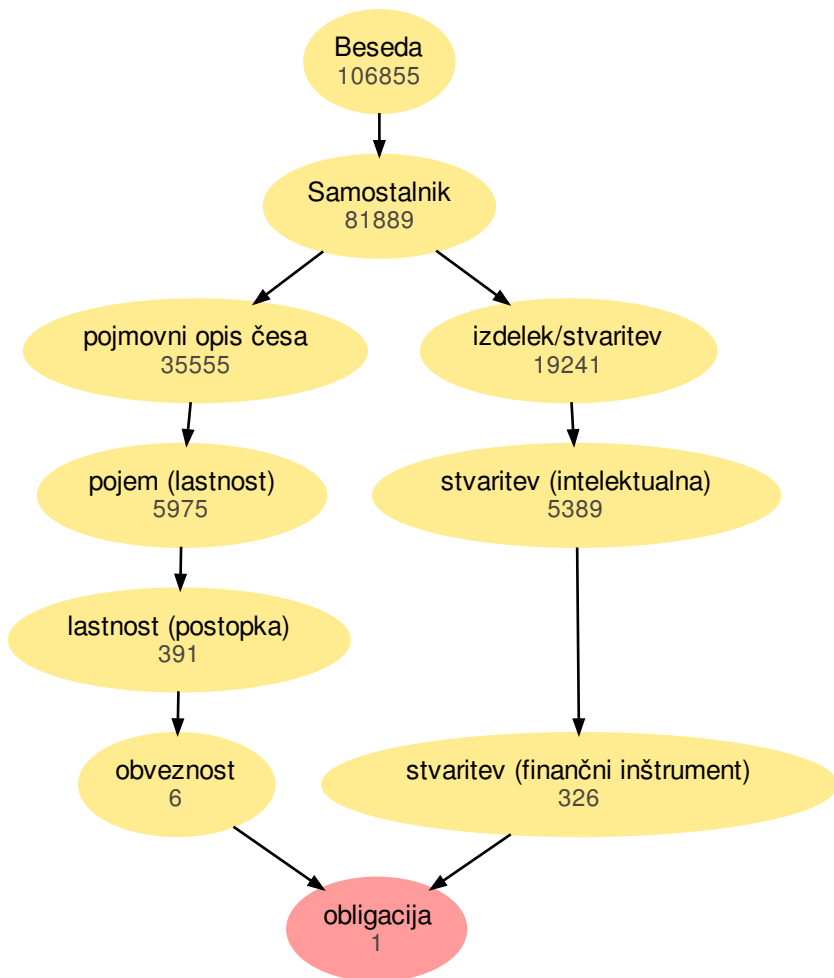 Beseda
106855
Samostalnik
81889
pojmovni opis česa
35555
izdelek/stvaritev
19241
pojem (lastnost)
5975
stvaritev (intelektualna)
5389
lastnost (postopka)
391
obveznost
6
stvaritev (finančni inštrument)
326
obligacija
1